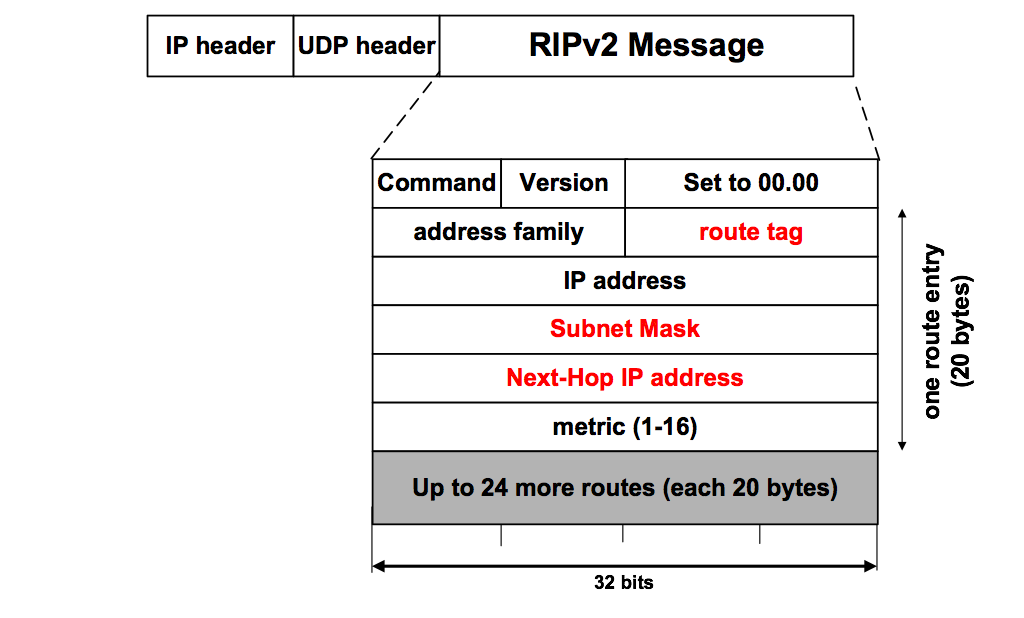 IP header UDP header RIPv2 Message
Command Version Set to 00.00
address family route tag
IP address
Subnet Mask
Next-Hop IP address
metric (1-16)
Up to 24 more routes (each 20 bytes)
one route entry
(20 bytes)
32 bits